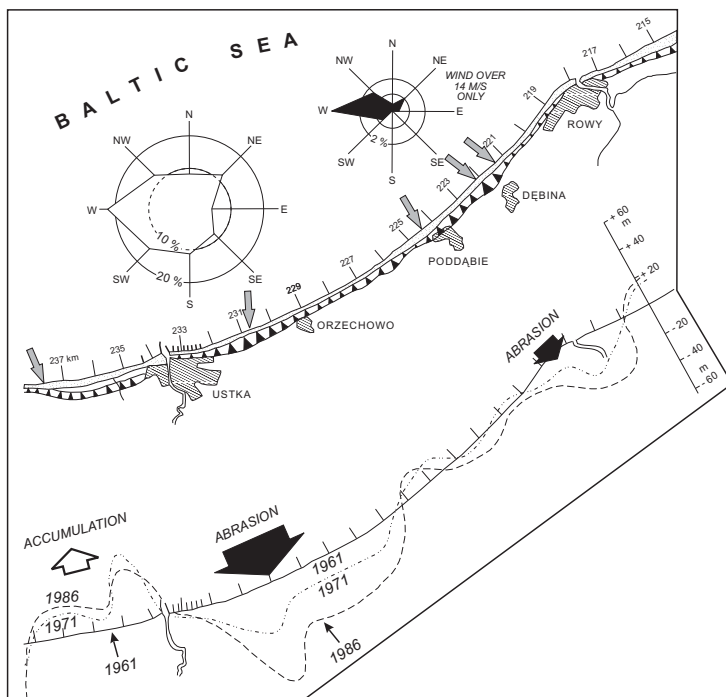 BALTIC SEA
N
NE
E
SE
S
SW
W
NW
10 %
20 %
N
NE
E
SE
S
SW
W
NW
2 %
WIND OVER
14 M/S
ONLY
215
217
219
221
223
225
227
229
231
233
235
237 km
ROWY
DĘBINA
PODDĄBIE
ORZECHOWO
USTKA
+ 60
m
+ 40
+ 20
- 20
- 40
m
- 60
ABRASION
ACCUMULATION
ABRASION
1961
1971
1986
1986
1971
1961